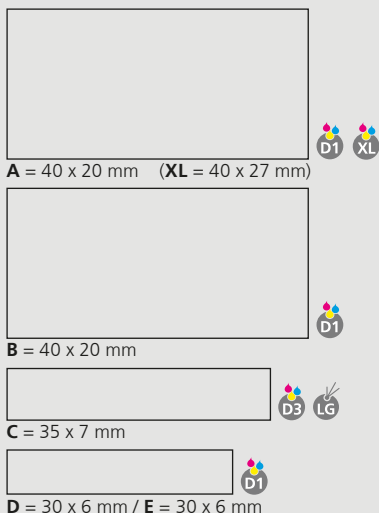 D1 XL
A = 40 x 20 mm (XL = 40 x 27 mm)
D1
B = 40 x 20 mm
D3 LG
C = 35 x 7 mm
D1
D = 30 x 6 mm / E = 30 x 6 mm